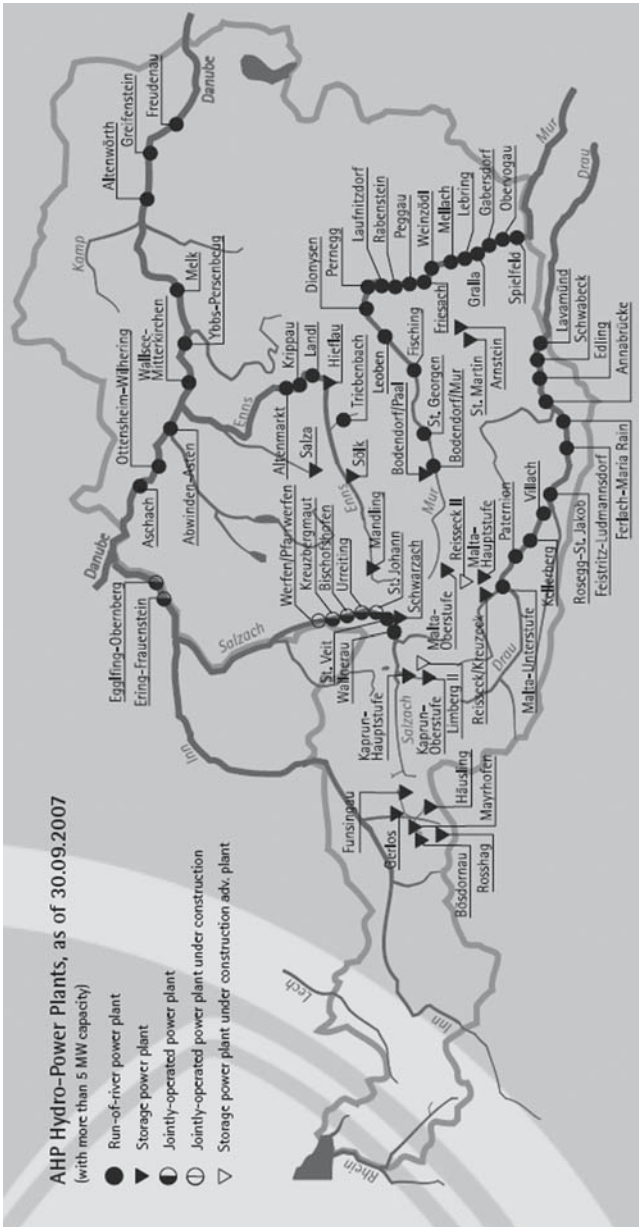 AHP Hydro-Power Plants, as of 30.09.2007
(with more than 5 MW capacity)
Run-of-river power plant
Storage power plant
Jointly-operated power plant
Jointly-operated power plant under construction
Storage power plant under construction adv. plant
Rhein
Lech
Inn
Inn
Danube
Egglfing-Obernberg
Ering-Frauenstein
Salzach
Aschach
Ottensheim-Wilhering
Abwinden-Asten
Wallsee-
Mitterkirchen
Ybbs-Persenbeug
Melk
Kamp
Altenwörth
Greifenstein
Freudenau
Danube
Enns
Altenmarkt
Krippau
Landl
Hieflau
Salza
Triebenbach
Sölk
Enns
Mandling
Werfen/Pfarrwerfen
Kreuzbergmaut
Bischofshofen
Urreiting
St. Johann
Schwarzach
St. Veit
Wallnerau
Kaprun-
Hauptstufe
Salzach
Kaprun-
Oberstufe
Limberg II
Funsingau
Gerlos
Bösdornau
Rosshag
Mayrhofen
Häusling
Malta-
Oberstufe
Reisseck II
Malta-
Hauptstufe
Reisseck/Kreuzeck
Drau
Malta-Unterstufe
Paternion
Kellerberg
Villach
Rosegg-St. Jakob
Feistritz-Ludmannsdorf
Ferlach-Maria Rain
Annabrücke
Edling
Schwabeck
Lavamünd
Mur
Bodendorf/Mur
Bodendorf/Paal
St. Georgen
Fisching
Leoben
Dionysen
Pernegg
Laufnitzdorf
Rabenstein
Peggau
Friesach
Weinzödl
Mellach
Lebring
Gralla
Gabersdorf
Obervogau
Spielfeld
St. Martin
Arnstein
Mur
Drau